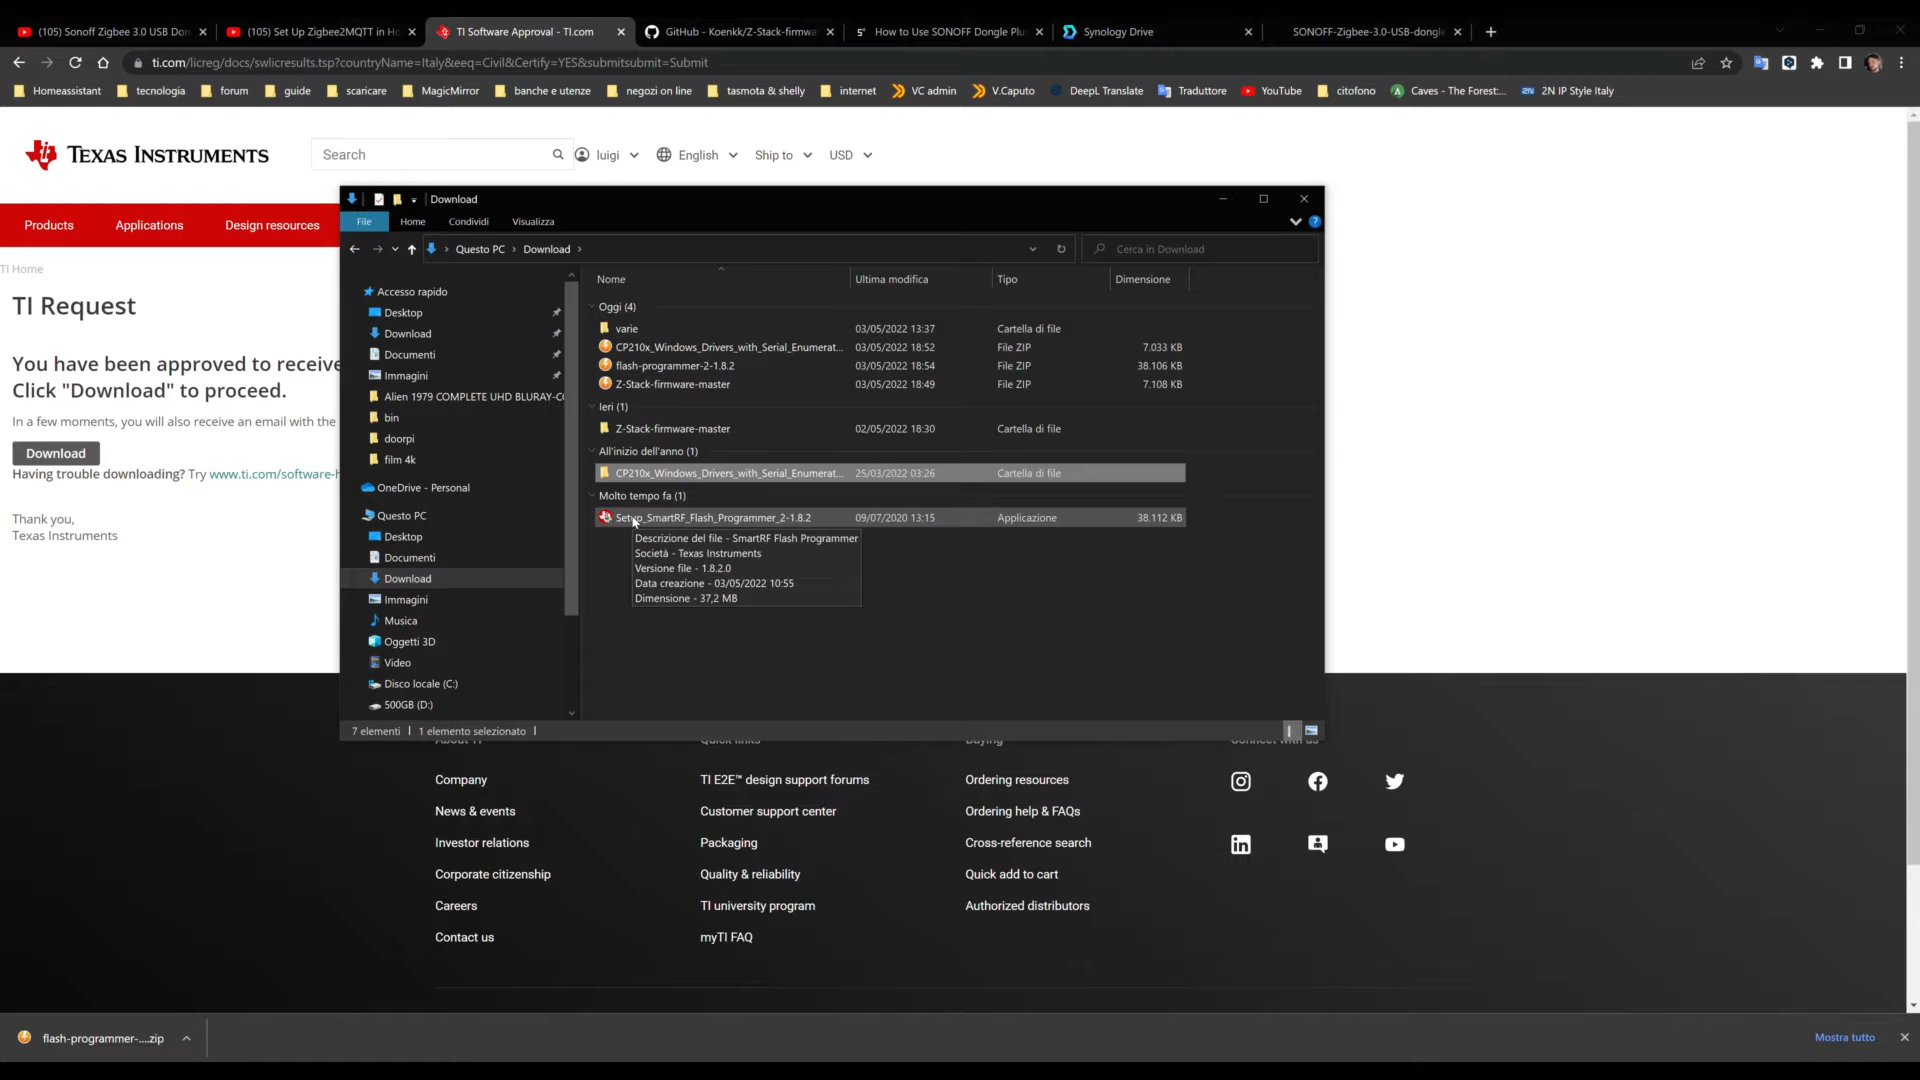 (105) Sonoff Zigbee 3.0 USB Don
(105) Set Up Zigbee2MQTT in Ho
TI Software Approval - TI.com
GitHub - Koenkk/Z-Stack-firmwa
How to Use SONOFF Dongle Plu
Synology Drive
SONOFF-Zigbee-3.0-USB-dongle
ti.com/licreg/docs/swlicresults.tsp?countryName=Italy&eeq=Civil&Certify=YES&submitsubmit=Submit
Homeassistant
tecnologia
forum
guide
scaricare
MagicMirror
banche e utenze
negozi on line
tasmota & shelly
internet
VC admin
V.Caputo
DeepL Translate
Traduttore
YouTube
citofono
Caves - The Forest:...
2N IP Style Italy
TEXAS INSTRUMENTS
Search
luigi
English
Ship to
USD
Products
Applications
Design resources
TI Home
TI Request
You have been approved to receive
Click "Download" to proceed.
In a few moments, you will also receive an email with the
Download
Having trouble downloading? Try www.ti.com/software-h
Thank you,
Texas Instruments
Download
File
Home
Condividi
Visualizza
Questo PC
Download
Cerca in Download
Accesso rapido
Desktop
Download
Documenti
Immagini
Alien 1979 COMPLETE UHD BLURAY-CO
bin
doorpi
film 4k
OneDrive - Personal
Questo PC
Desktop
Documenti
Download
Immagini
Musica
Oggetti 3D
Video
Disco locale (C:)
500GB (D:)
Nome Ultima modifica Tipo Dimensione
Oggi (4)
varie 03/05/2022 13:37 Cartella di file
CP210x_Windows_Drivers_with_Serial_Enumerat... 03/05/2022 18:52 File ZIP 7.033 KB
flash-programmer-2-1.8.2 03/05/2022 18:54 File ZIP 38.106 KB
Z-Stack-firmware-master 03/05/2022 18:49 File ZIP 7.108 KB
Ieri (1)
Z-Stack-firmware-master 02/05/2022 18:30 Cartella di file
All'inizio dell'anno (1)
CP210x_Windows_Drivers_with_Serial_Enumerat... 25/03/2022 03:26 Cartella di file
Molto tempo fa (1)
Setup_SmartRF_Flash_Programmer_2-1.8.2 09/07/2020 13:15 Applicazione 38.112 KB
Descrizione del file - SmartRF Flash Programmer
Società - Texas Instruments
Versione file - 1.8.2.0
Data creazione - 03/05/2022 10:55
Dimensione - 37,2 MB
7 elementi
1 elemento selezionato
About TI
Quick links
Buying
Connect with us
Company
News & events
Investor relations
Corporate citizenship
Careers
Contact us
TI E2E™ design support forums
Customer support center
Packaging
Quality & reliability
TI university program
myTI FAQ
Ordering resources
Ordering help & FAQs
Cross-reference search
Quick add to cart
Authorized distributors
flash-programmer-....zip
Mostra tutto